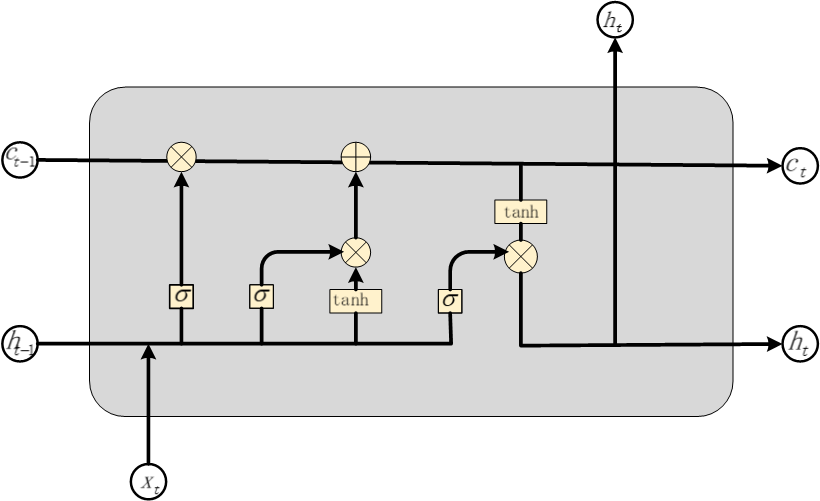 h_t
c_{t-1}
c_t
tanh
σ
σ
tanh
σ
h_{t-1}
h_t
x_t